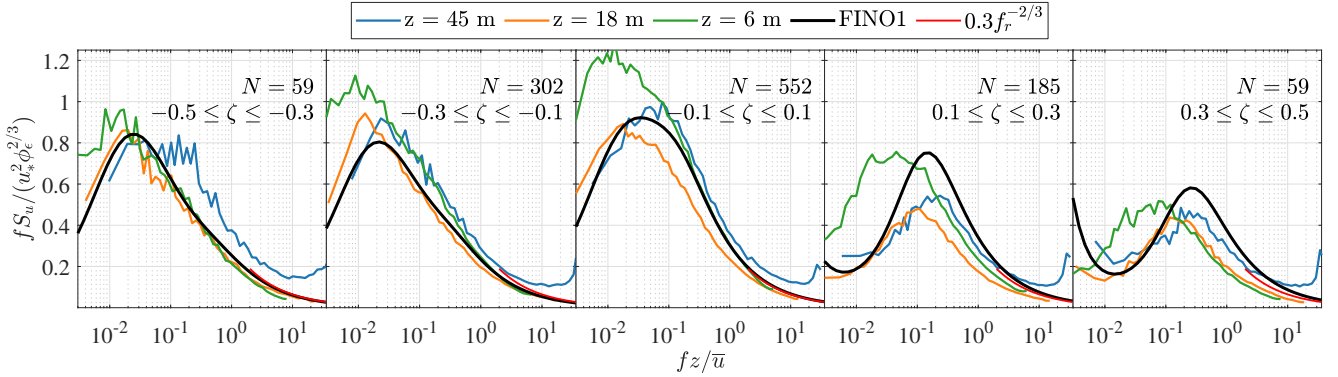 z = 45 m z = 18 m z = 6 m FINO1 0.3f_r^{-2/3}
fS_u/(u_*^2ϕ_ϵ^{2/3})
1.2
1
0.8
0.6
0.4
0.2
N = 59
−0.5 ≤ ζ ≤ −0.3
N = 302
−0.3 ≤ ζ ≤ −0.1
N = 552
−0.1 ≤ ζ ≤ 0.1
N = 185
0.1 ≤ ζ ≤ 0.3
N = 59
0.3 ≤ ζ ≤ 0.5
10^{-2} 10^{-1} 10^0 10^1 10^{-2} 10^{-1} 10^0 10^1 10^{-2} 10^{-1} 10^0 10^1 10^{-2} 10^{-1} 10^0 10^1 10^{-2} 10^{-1} 10^0 10^1
fz/u̅